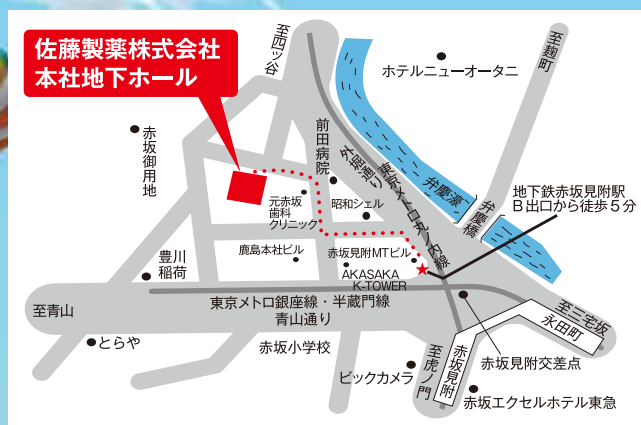 佐藤製薬株式会社
本社地下ホール
至四ツ谷
ホテルニューオータニ
至麹町
赤坂御用地
前田病院
外堀通り
東京メトロ丸ノ内線
弁慶濠
弁慶橋
地下鉄赤坂見附駅
B出口から徒歩5分
元赤坂
歯科
クリニック
昭和シェル
鹿島本社ビル
赤坂見附MTビル
AKASAKA
K-TOWER
豊川
稲荷
至青山
東京メトロ銀座線・半蔵門線
青山通り
至三宅坂
永田町
とらや
赤坂小学校
ビックカメラ
至虎ノ門
赤坂見附
赤坂見附交差点
赤坂エクセルホテル東急